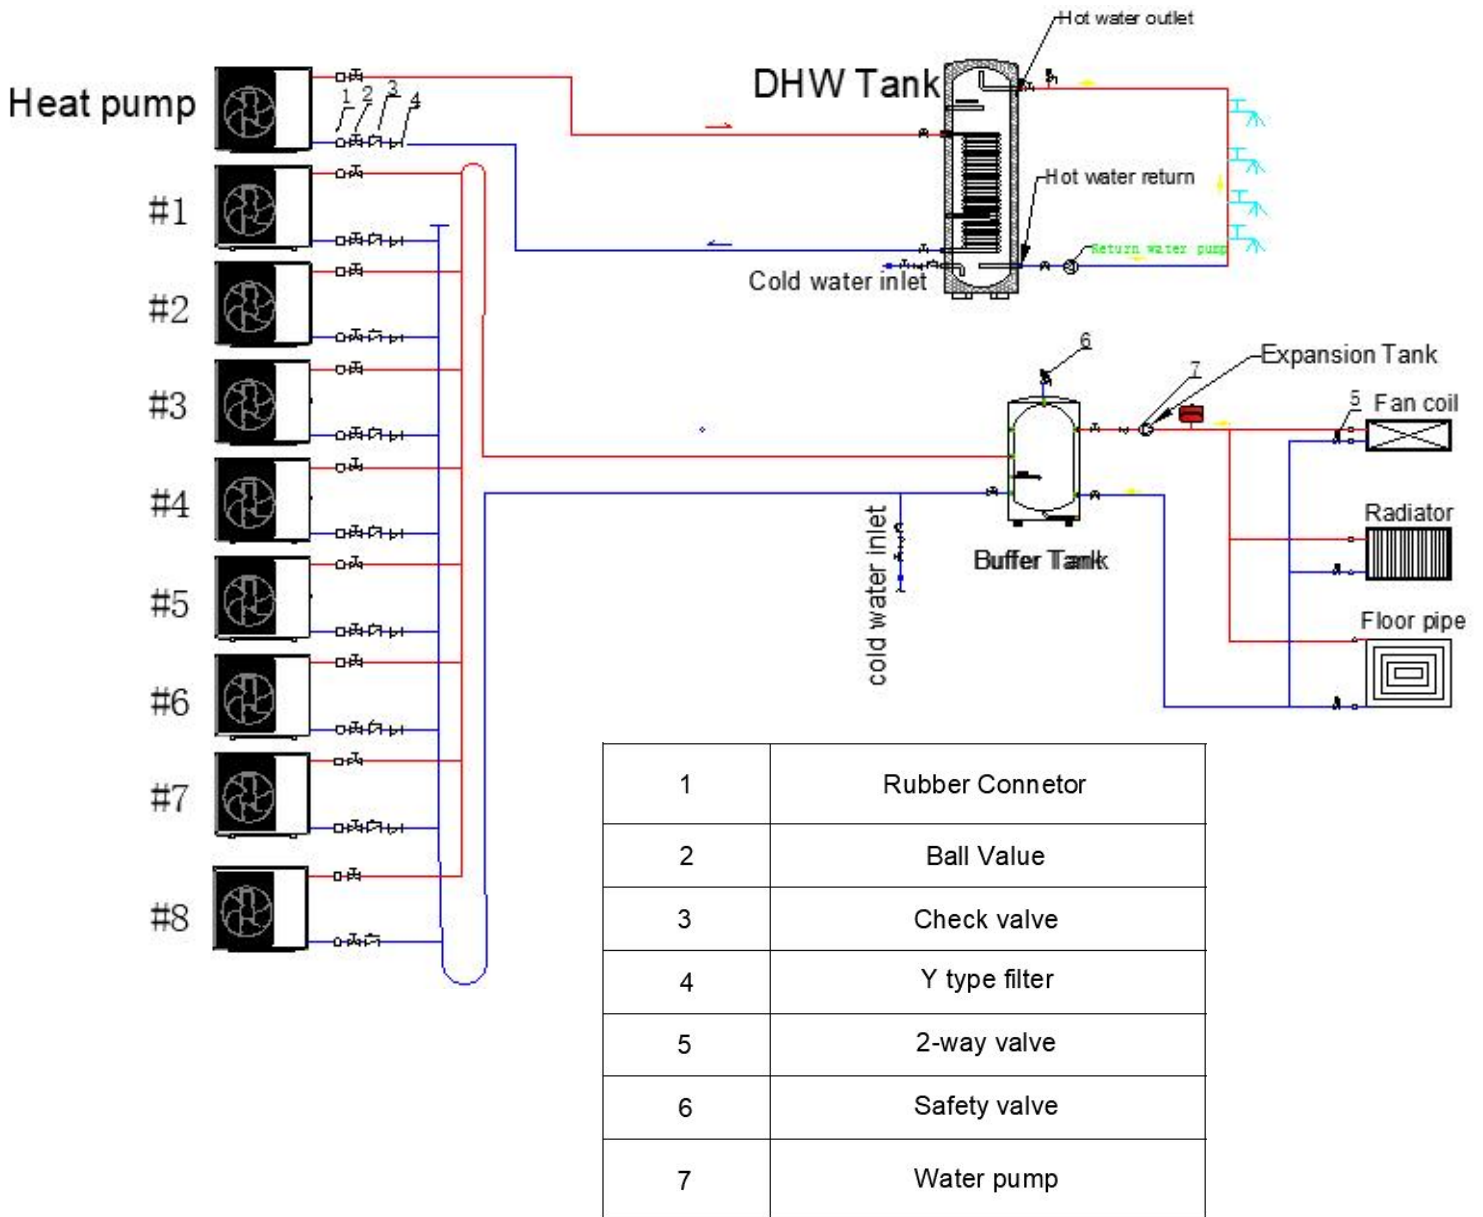 Hot water outlet
DHW Tank
Heat pump
1 2 3 4
Hot water return
#1
Return water pump
Cold water inlet
#2
6
7
Expansion Tank
#3
5
Fan coil
#4
Radiator
cold water inlet
Buffer Tank
#5
Floor pipe
#6
#7
#8
1 Rubber Connetor
2 Ball Value
3 Check valve
4 Y type filter
5 2-way valve
6 Safety valve
7 Water pump